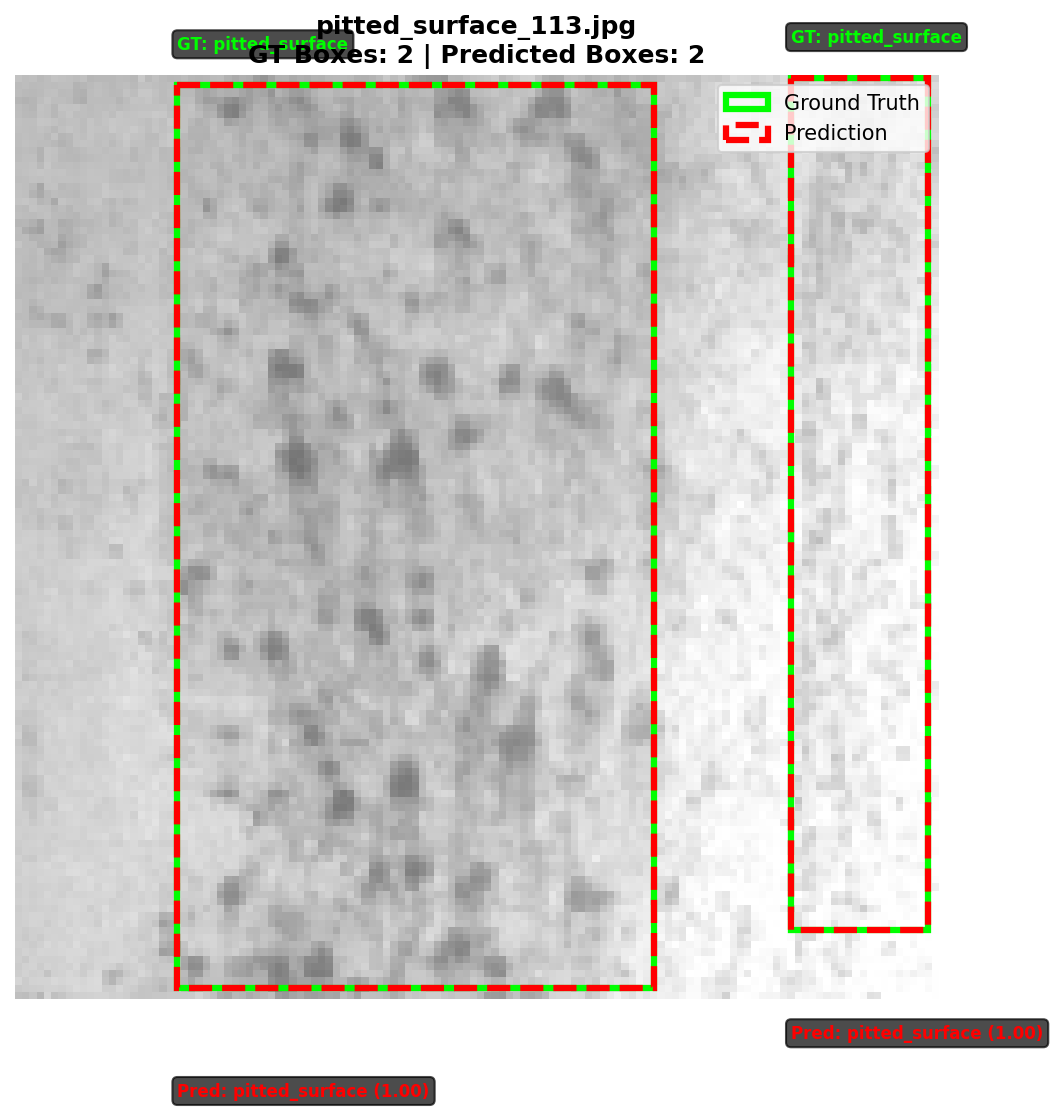 pitted_surface_113.jpg
GT: pitted_surface
GT Boxes: 2 | Predicted Boxes: 2
GT: pitted_surface
Ground Truth
Prediction
Pred: pitted_surface (1.00)
Pred: pitted_surface (1.00)